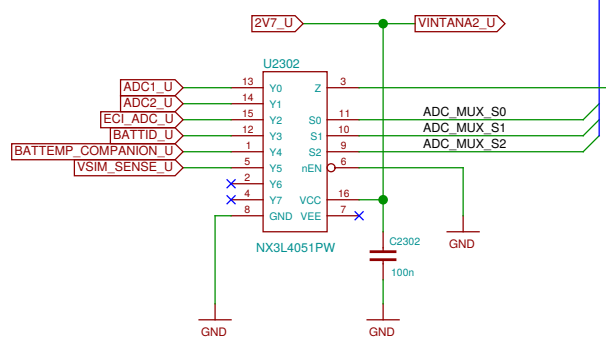 2V7_U VINTANA2_U
U2302
ADC1_U 13 Y0 Z 3
ADC2_U 14 Y1
ECI_ADC_U 15 Y2 S0 11 ADC_MUX_S0
BATTID_U 12 Y3 S1 10 ADC_MUX_S1
BATTEMP_COMPANION_U 1 Y4 S2 9 ADC_MUX_S2
VSIM_SENSE_U 5 Y5 nEN 6
2 Y6
4 Y7 VCC 16
8 GND VEE 7
GND
C2302
NX3L4051PW
100n
GND GND